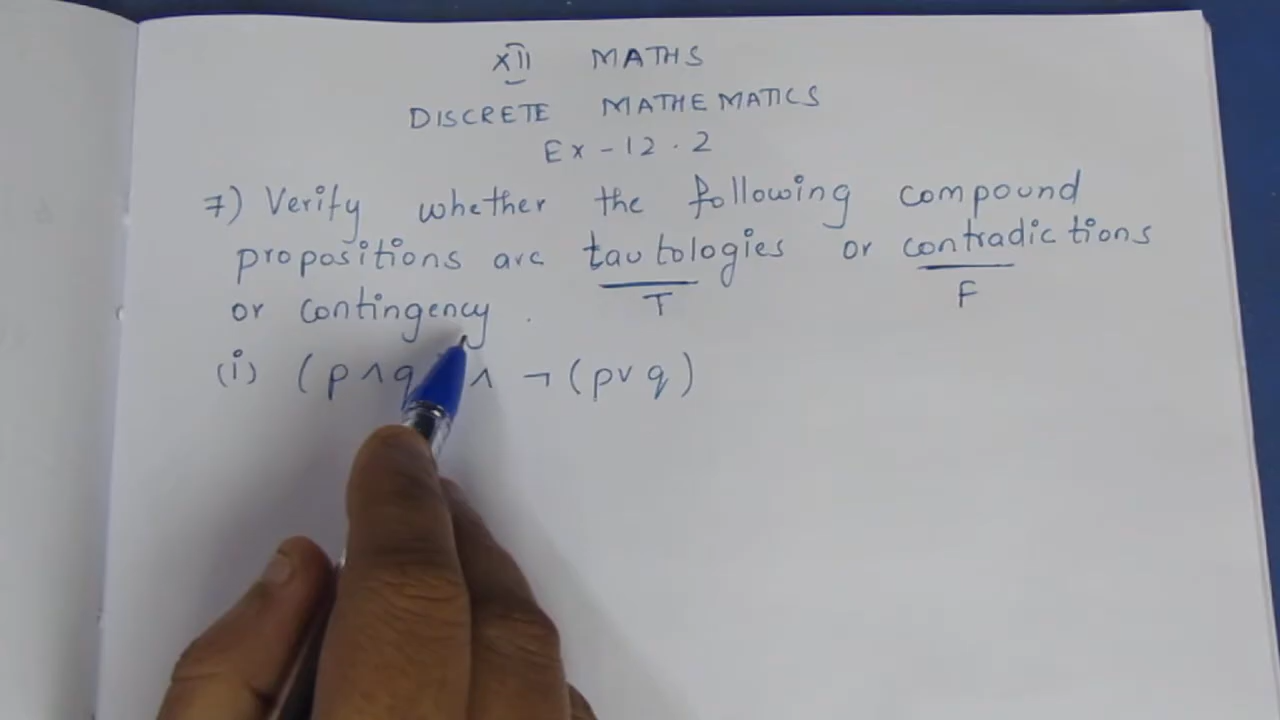 XII MATHS
DISCRETE MATHEMATICS
Ex - 12.2
7) Verify whether the following compound
propositions are tautologies or contradictions
T F
or contingency.
(i) (p∧q ∧ ¬(p∨q)